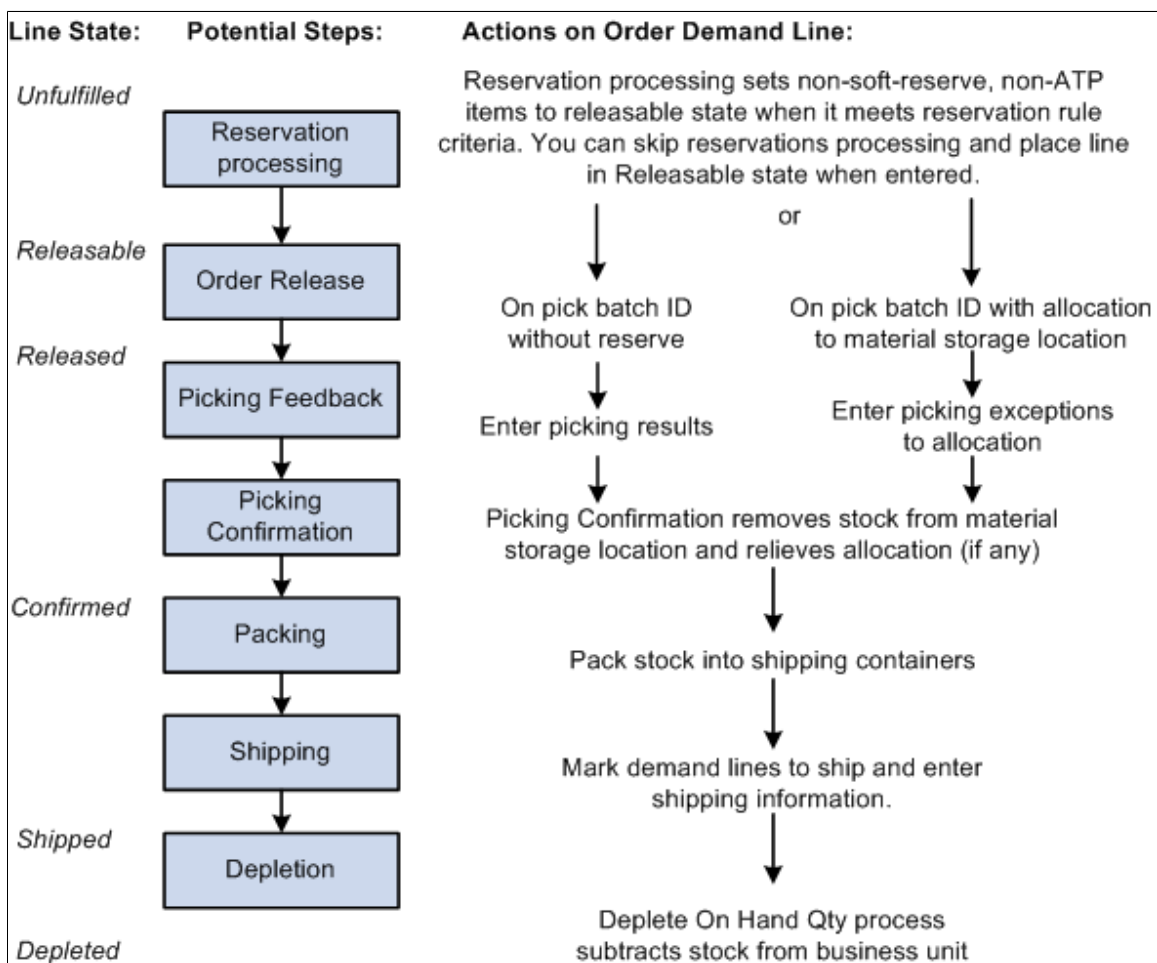 Line State: Potential Steps: Actions on Order Demand Line:
Unfulfilled
Reservation
processing
Reservation processing sets non-soft-reserve, non-ATP
items to releasable state when it meets reservation rule
criteria. You can skip reservations processing and place line
in Releasable state when entered.
or
Releasable
Order Release
On pick batch ID
without reserve
On pick batch ID with allocation
to material storage location
Released
Picking Feedback
Enter picking results
Enter picking exceptions
to allocation
Picking
Confirmation
Picking Confirmation removes stock from material
storage location and relieves allocation (if any)
Confirmed
Packing
Pack stock into shipping containers
Shipping
Mark demand lines to ship and enter
shipping information.
Shipped
Depletion
Deplete On Hand Qty process
subtracts stock from business unit
Depleted